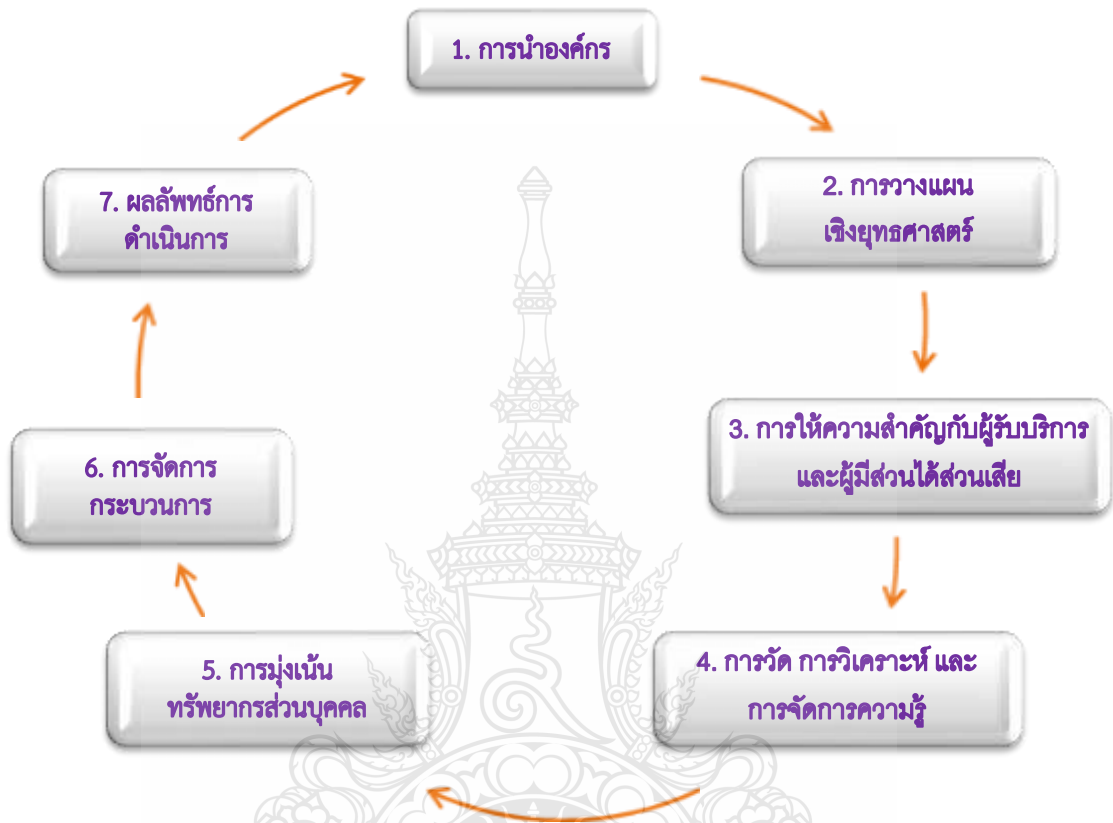 1. การนำองค์กร
2. การวางแผน
เชิงยุทธศาสตร์
3. การให้ความสำคัญกับผู้รับบริการ
และผู้มีส่วนได้ส่วนเสีย
4. การวัด การวิเคราะห์ และ
การจัดการความรู้
5. การมุ่งเน้น
ทรัพยากรส่วนบุคคล
6. การจัดการ
กระบวนการ
7. ผลลัพทธ์การ
ดำเนินการ